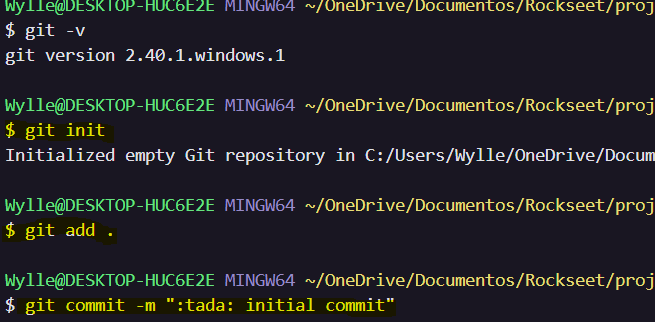 Wylle@DESKTOP-HUC6E2E MINGW64 ~/OneDrive/Documentos/Rockseet/proj
$ git -v
git version 2.40.1.windows.1
Wylle@DESKTOP-HUC6E2E MINGW64 ~/OneDrive/Documentos/Rockseet/proj
$ git init
Initialized empty Git repository in C:/Users/Wylle/OneDrive/Docum
Wylle@DESKTOP-HUC6E2E MINGW64 ~/OneDrive/Documentos/Rockseet/proj
$ git add .
Wylle@DESKTOP-HUC6E2E MINGW64 ~/OneDrive/Documentos/Rockseet/proj
$ git commit -m ":tada: initial commit"